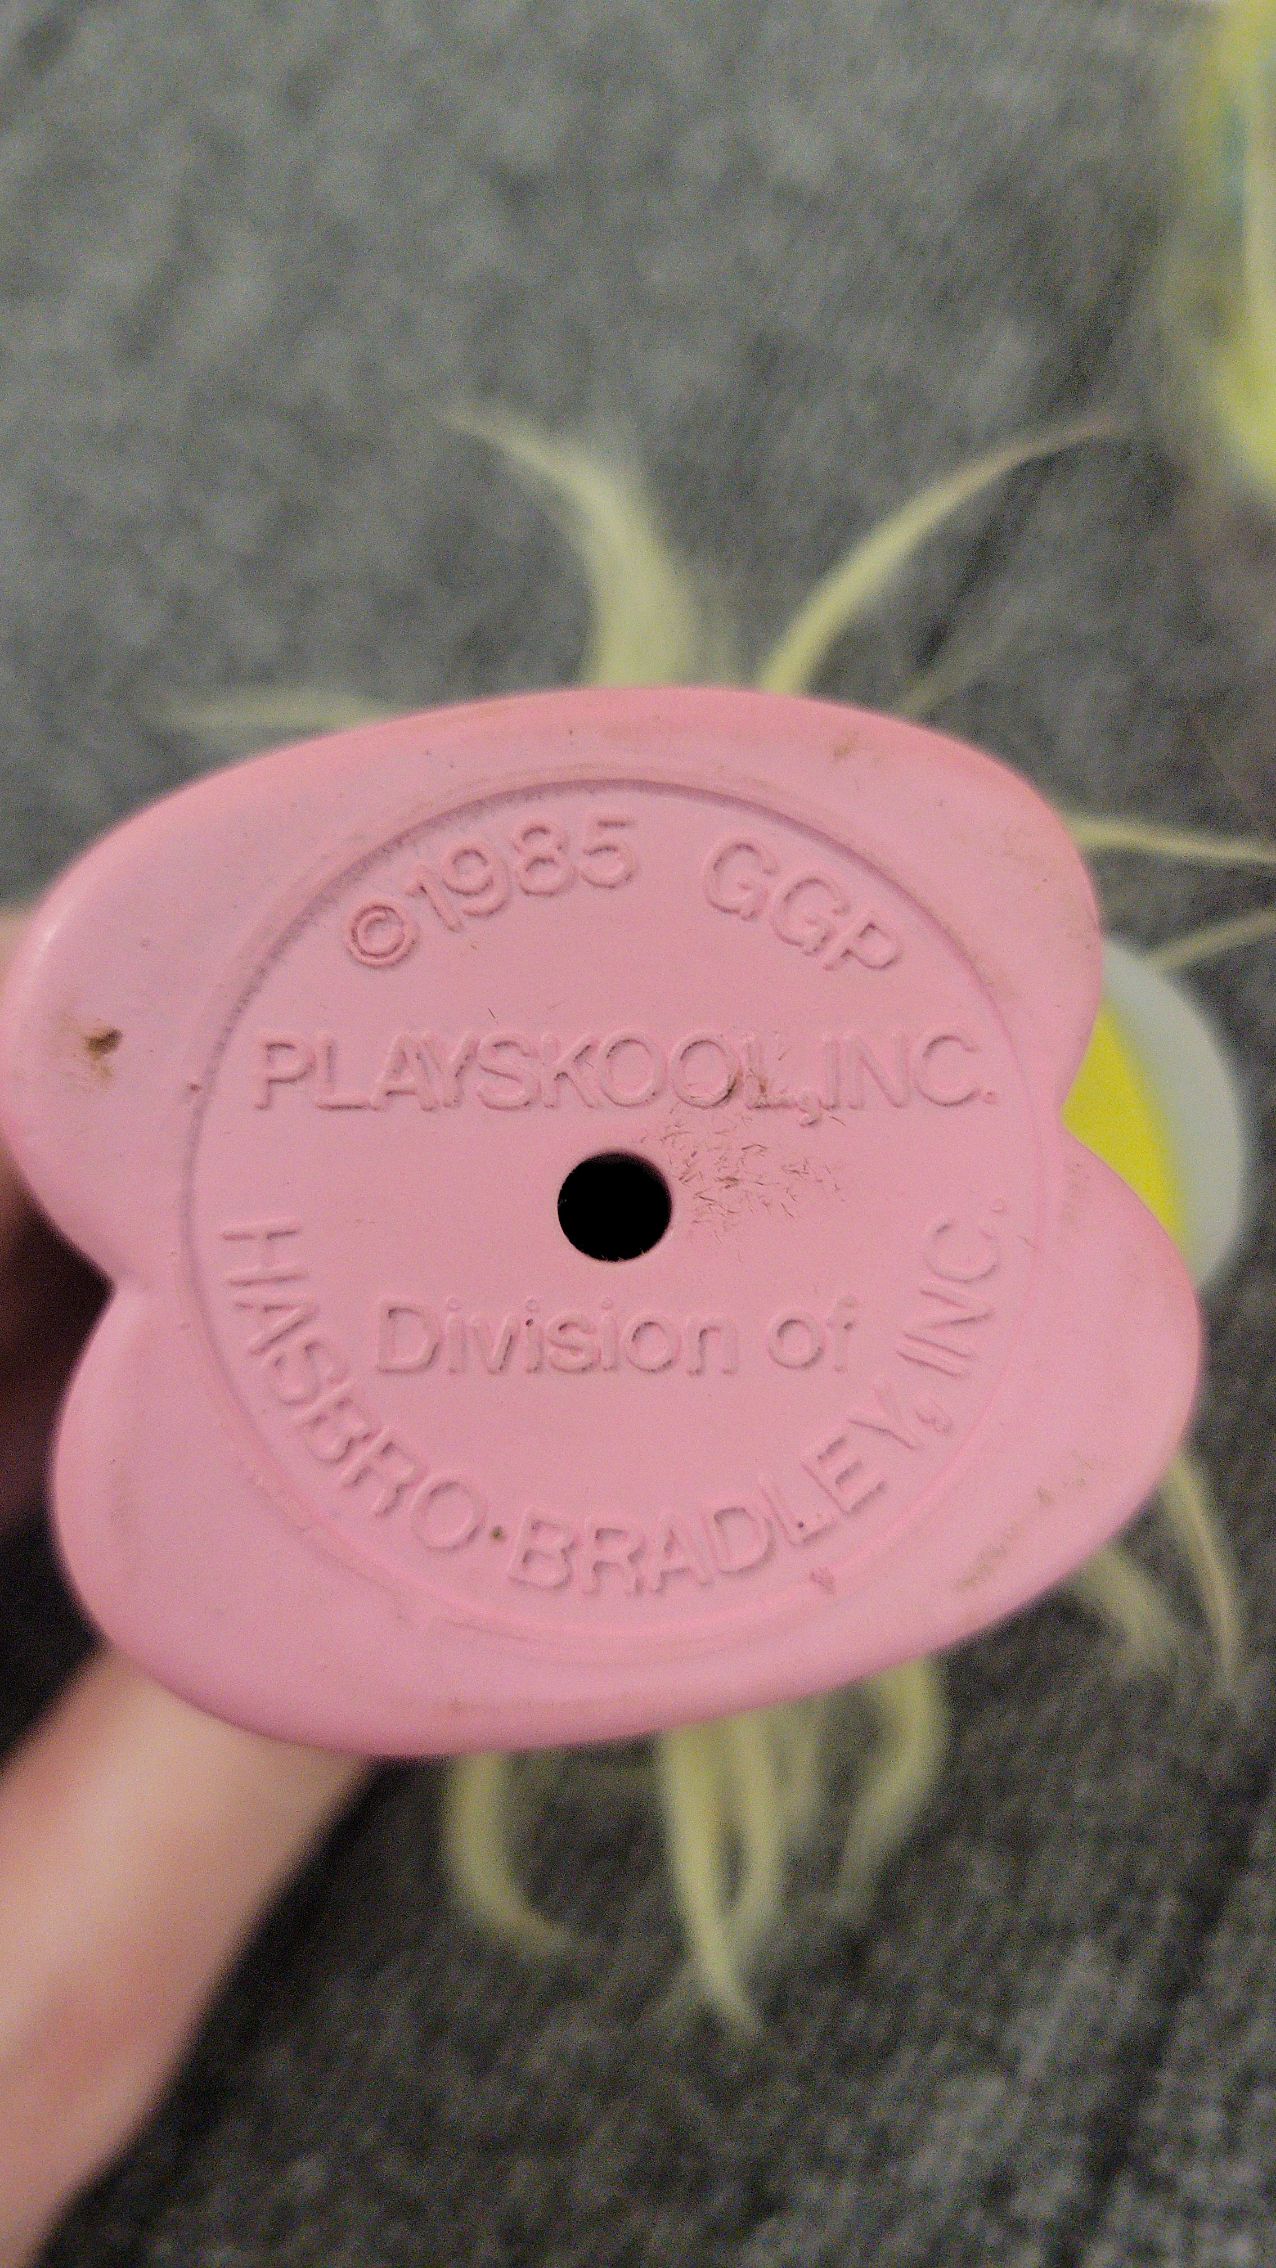 ©1985 GGP
PLAYSKOOL, INC.
Division of
HASBRO·BRADLEY, INC.